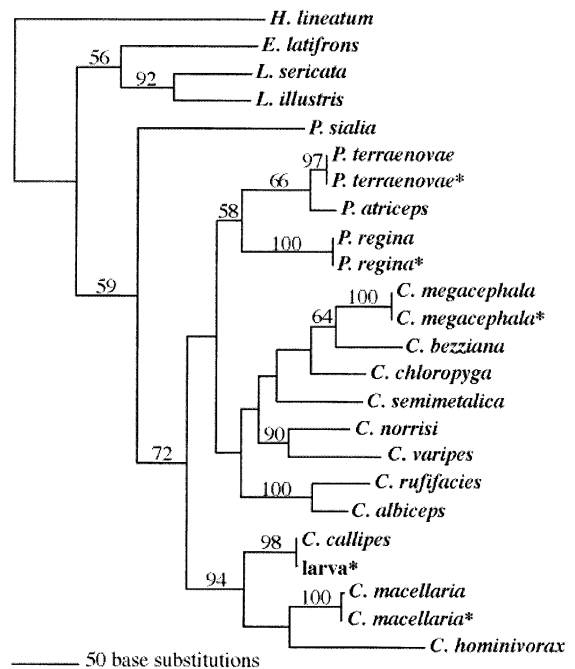 H. lineatum
56
E. latifrons
92
L. sericata
L. illustris
P. sialia
97
P. terraenovae
P. terraenovae*
66
P. atriceps
58
P. regina
100
P. regina*
59
C. megacephala
100
C. megacephala*
64
C. bezziana
C. chloropyga
C. semimetalica
C. norrisi
90
C. varipes
72
C. rufifacies
100
C. albiceps
C. callipes
98
larva*
94
C. macellaria
100
C. macellaria*
C. hominivorax
50 base substitutions